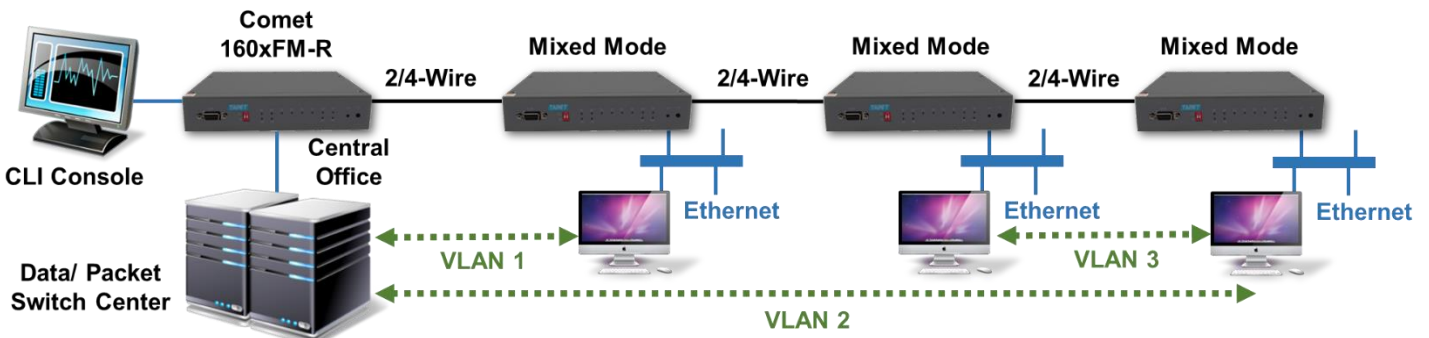 Comet
160xFM-R
Mixed Mode
Mixed Mode
Mixed Mode
2/4-Wire
2/4-Wire
2/4-Wire
CLI Console
Central
Office
Ethernet
Ethernet
Ethernet
VLAN 1
VLAN 3
Data/ Packet
Switch Center
VLAN 2